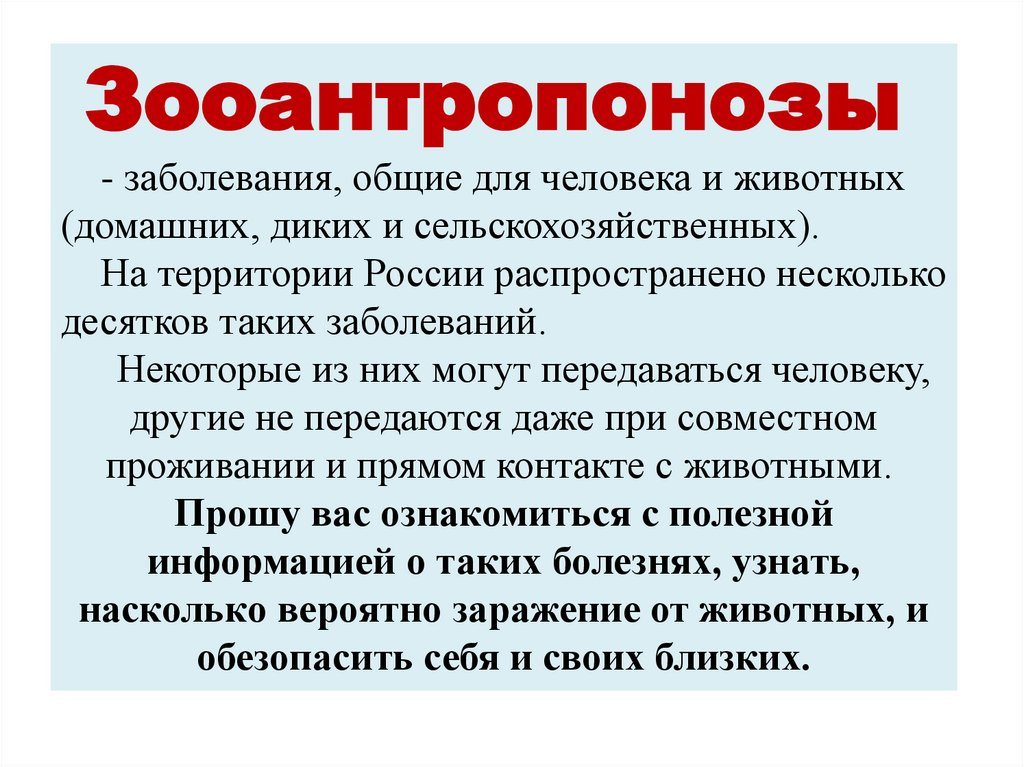 Зооантропонозы
- заболевания, общие для человека и животных
(домашних, диких и сельскохозяйственных).
На территории России распространено несколько
десятков таких заболеваний.
Некоторые из них могут передаваться человеку,
другие не передаются даже при совместном
проживании и прямом контакте с животными.
Прошу вас ознакомиться с полезной
информацией о таких болезнях, узнать,
насколько вероятно заражение от животных, и
обезопасить себя и своих близких.